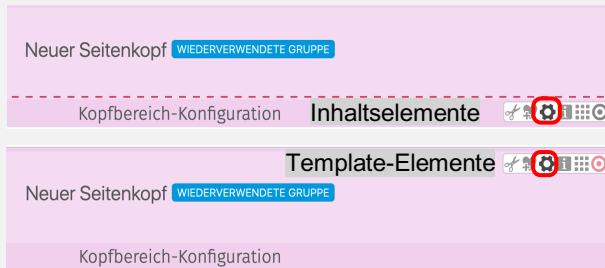 Neuer Seitenkopf WIEDERVERWENDETE GRUPPE
Kopfbereich-Konfiguration Inhaltselemente
Template-Elemente
Neuer Seitenkopf WIEDERVERWENDETE GRUPPE
Kopfbereich-Konfiguration